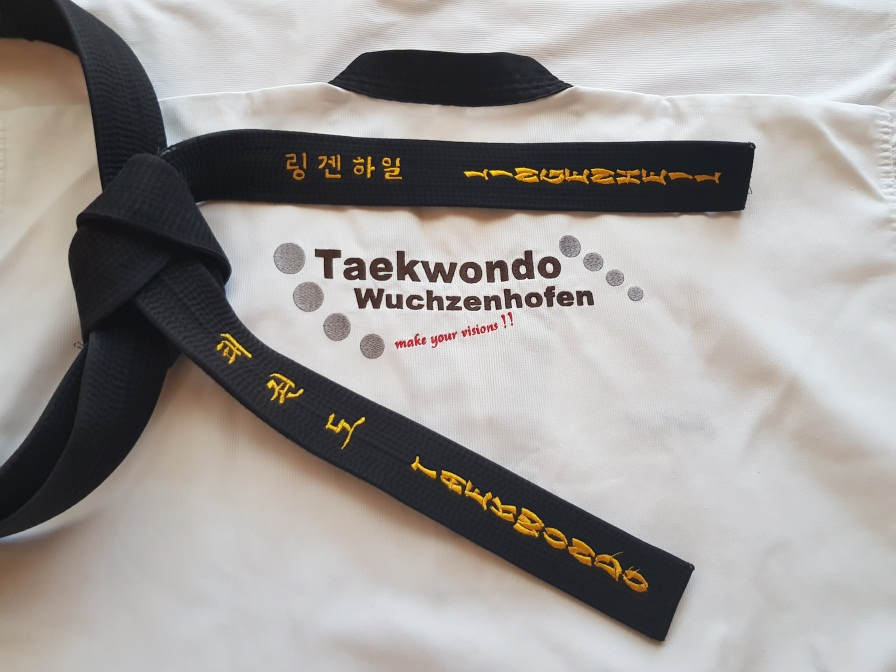 링겐하일 LINGENHEIL
Taekwondo
Wuchzenhofen
make your visions !!
태권도 TAEKWONDO